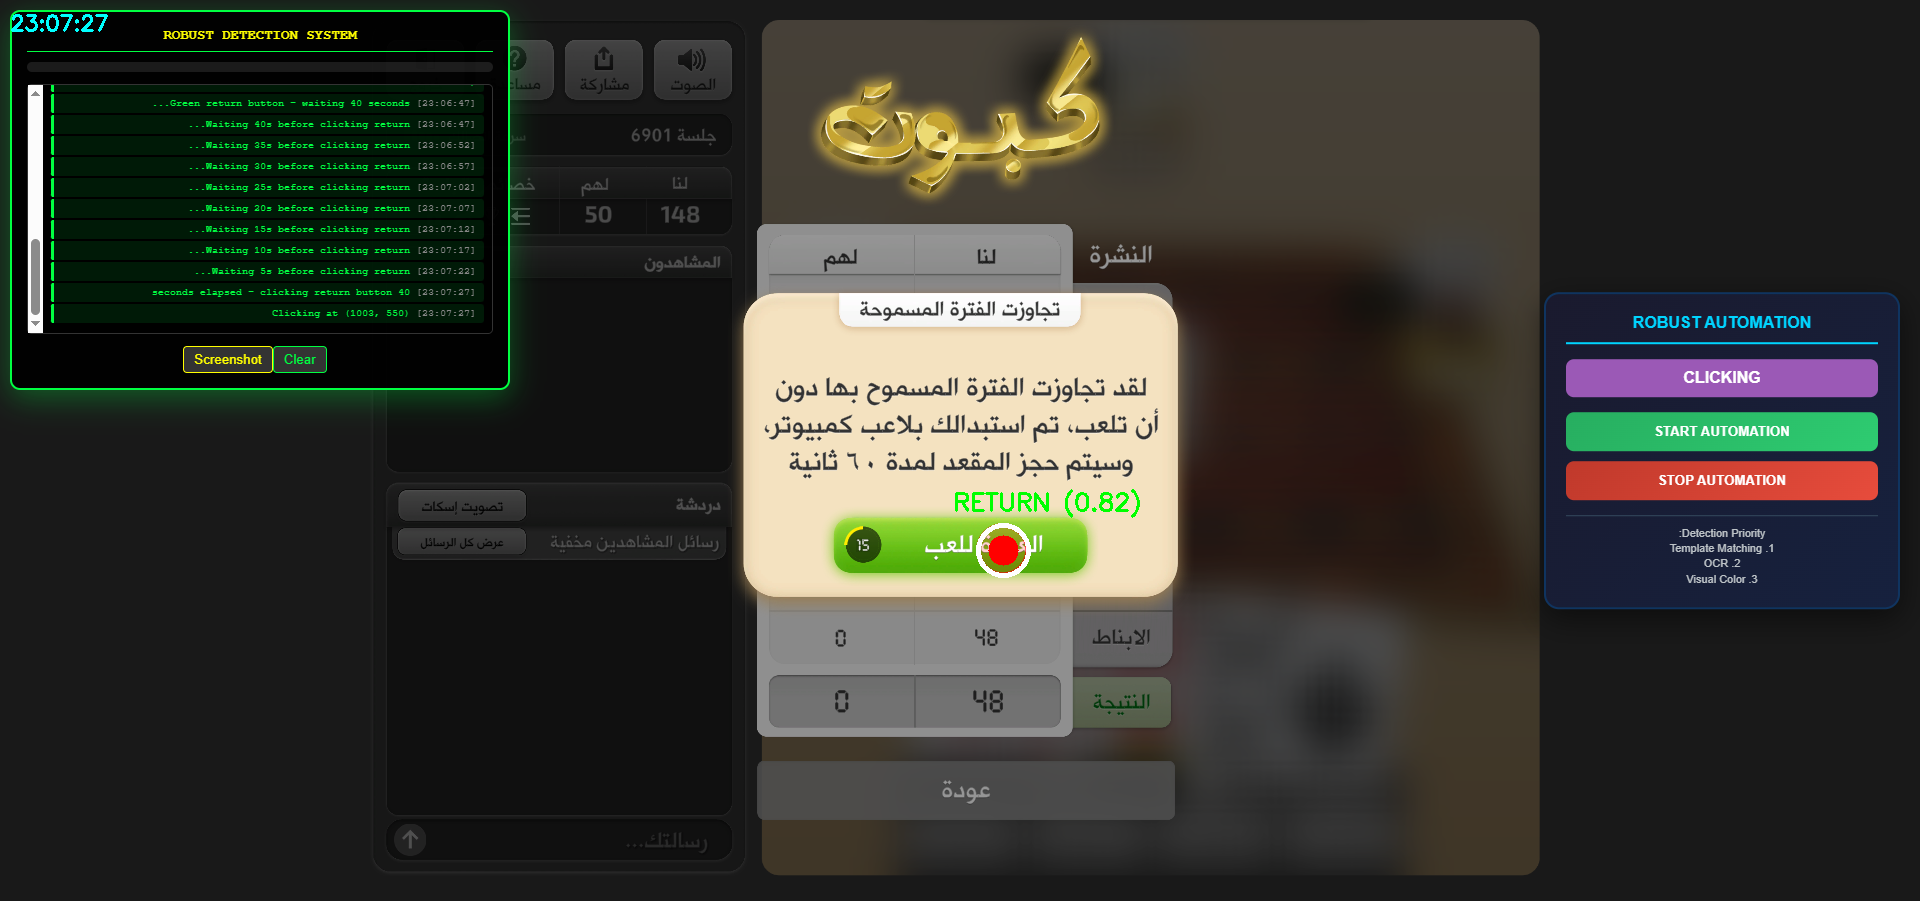 23:07:27
ROBUST DETECTION SYSTEM
...Green return button – waiting 40 seconds [23:06:47]
...Waiting 40s before clicking return [23:06:47]
...Waiting 35s before clicking return [23:06:52]
...Waiting 30s before clicking return [23:06:57]
...Waiting 25s before clicking return [23:07:02]
...Waiting 20s before clicking return [23:07:07]
...Waiting 15s before clicking return [23:07:12]
...Waiting 10s before clicking return [23:07:17]
...Waiting 5s before clicking return [23:07:22]
seconds elapsed – clicking return button 40 [23:07:27]
Clicking at (1003, 550) [23:07:27]
Screenshot
Clear
الصوت
مشاركة
جلسة 6901
لنا
لهم
148
50
المشاهدون
دردشة
تصويت إسكات
رسائل المشاهدين مخفية
عرض كل الرسائل
رسالتك...
كبوت
النشرة
لنا
لهم
تجاوزت الفترة المسموحة
لقد تجاوزت الفترة المسموح بها دون
أن تلعب، تم استبدالك بلاعب كمبيوتر،
وسيتم حجز المقعد لمدة ٦٠ ثانية
RETURN (0.82)
للعب
15
الابناط
48
0
النتيجة
48
0
عودة
ROBUST AUTOMATION
CLICKING
START AUTOMATION
STOP AUTOMATION
:Detection Priority
Template Matching .1
OCR .2
Visual Color .3